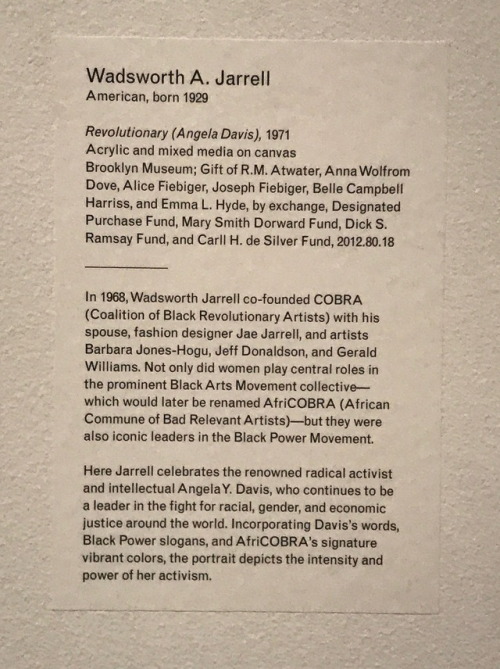 Wadsworth A. Jarrell
American, born 1929
Revolutionary (Angela Davis), 1971
Acrylic and mixed media on canvas
Brooklyn Museum; Gift of R.M. Atwater, Anna Wolfrom
Dove, Alice Fiebiger, Joseph Fiebiger, Belle Campbell
Harriss, and Emma L. Hyde, by exchange, Designated
Purchase Fund, Mary Smith Dorward Fund, Dick S.
Ramsay Fund, and Carll H. de Silver Fund, 2012.80.18
In 1968, Wadsworth Jarrell co-founded COBRA
(Coalition of Black Revolutionary Artists) with his
spouse, fashion designer Jae Jarrell, and artists
Barbara Jones-Hogu, Jeff Donaldson, and Gerald
Williams. Not only did women play central roles in
the prominent Black Arts Movement collective—
which would later be renamed AfriCOBRA (African
Commune of Bad Relevant Artists)—but they were
also iconic leaders in the Black Power Movement.
Here Jarrell celebrates the renowned radical activist
and intellectual Angela Y. Davis, who continues to be
a leader in the fight for racial, gender, and economic
justice around the world. Incorporating Davis's words,
Black Power slogans, and AfriCOBRA's signature
vibrant colors, the portrait depicts the intensity and
power of her activism.